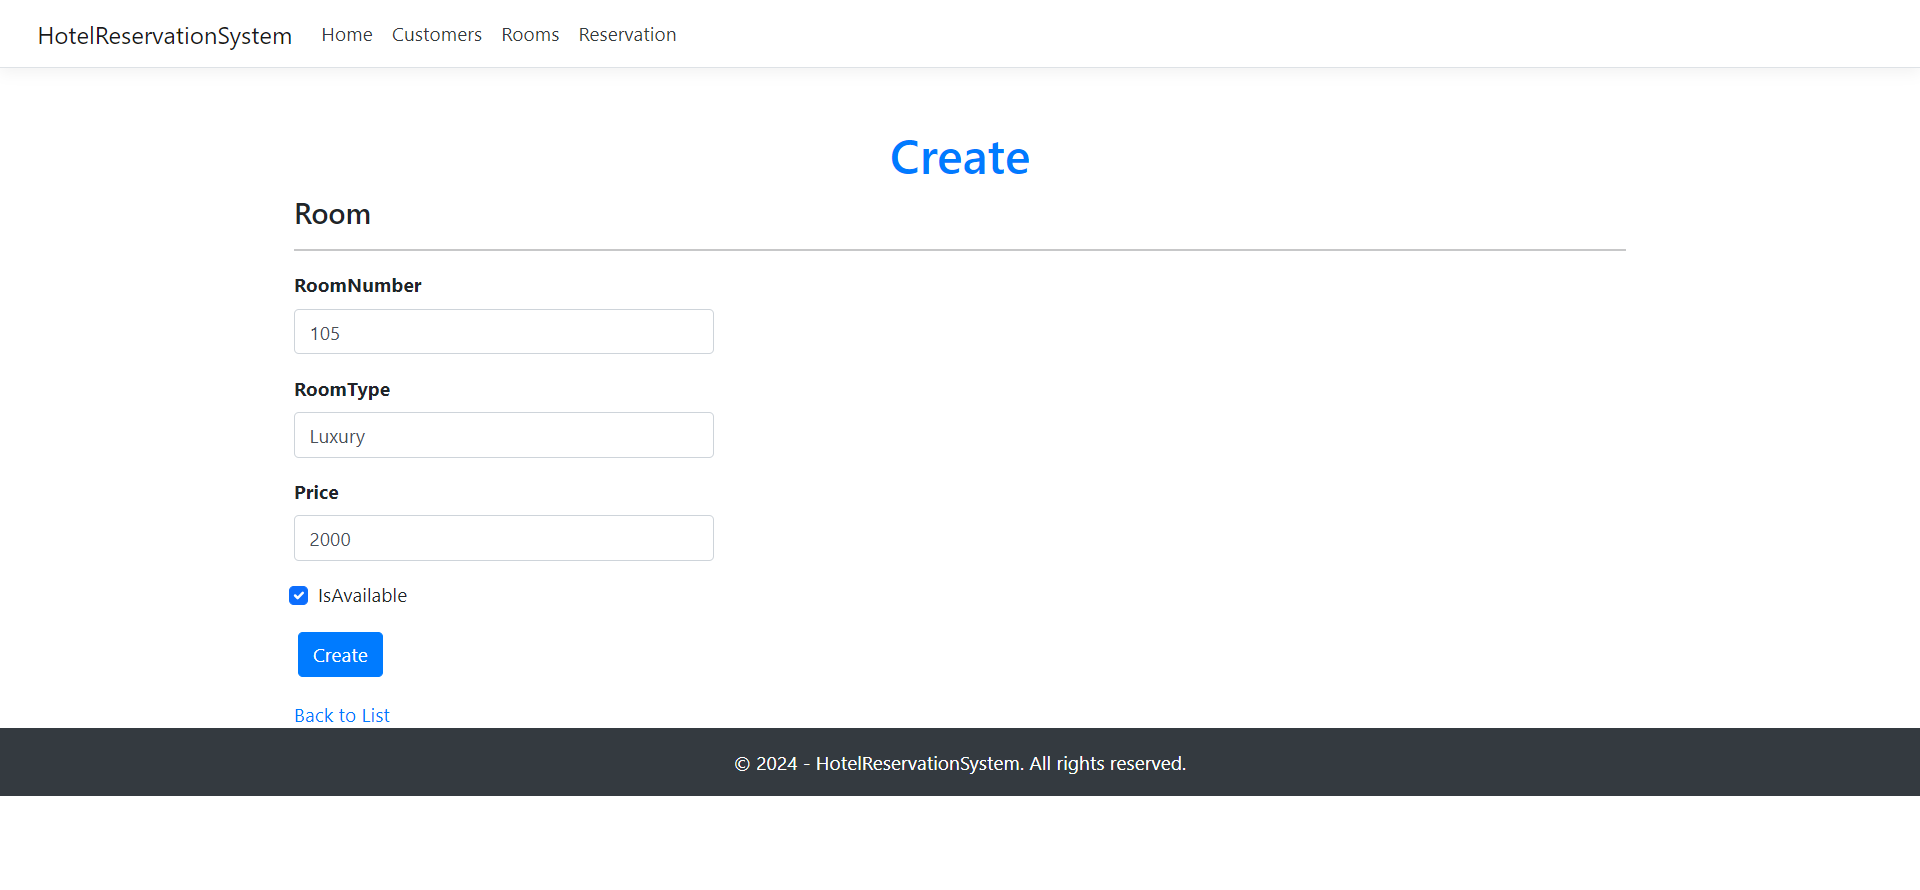 HotelReservationSystem Home Customers Rooms Reservation
Create
Room
RoomNumber
105
RoomType
Luxury
Price
2000
IsAvailable
Create
Back to List
© 2024 - HotelReservationSystem. All rights reserved.